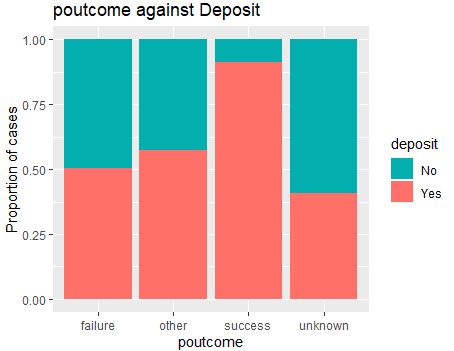 poutcome against Deposit
Proportion of cases
1.00
0.75
0.50
0.25
0.00
failure other success unknown
poutcome
deposit
No
Yes